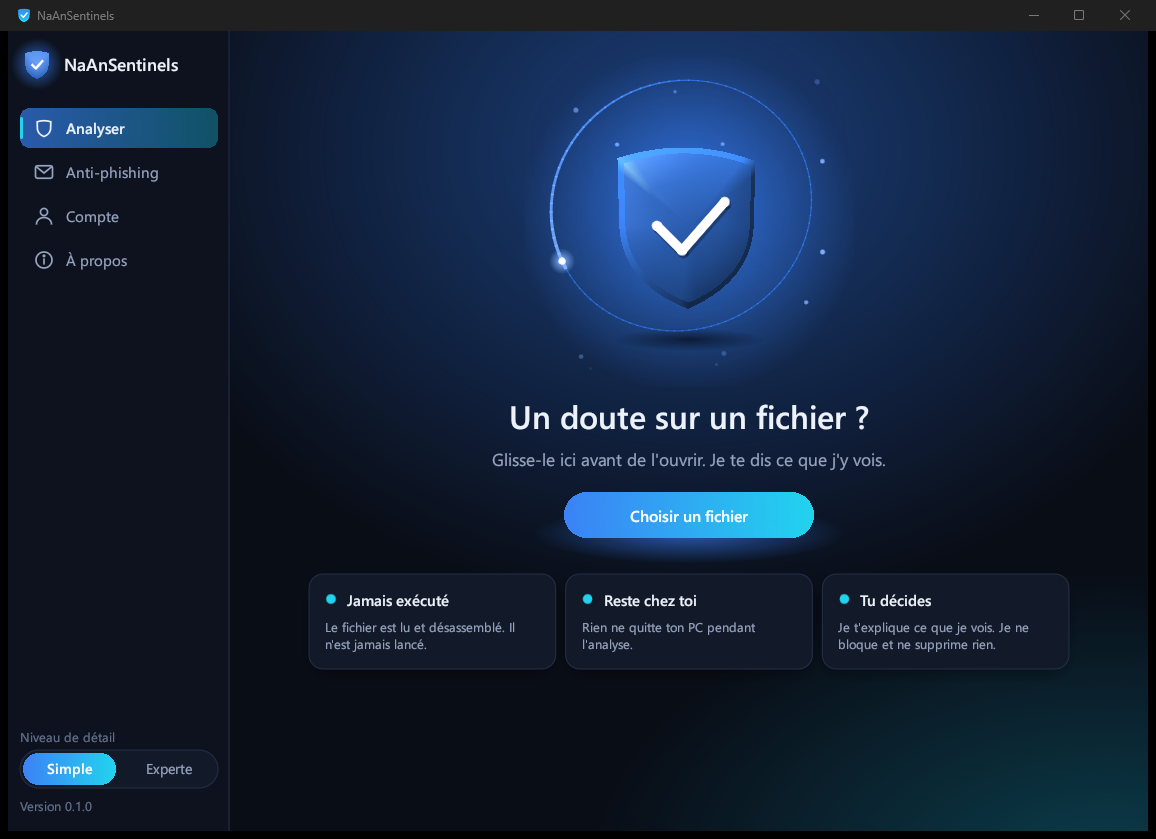 NaAnSentinels
NaAnSentinels
Analyser
Anti-phishing
Compte
À propos
Un doute sur un fichier ?
Glisse-le ici avant de l'ouvrir. Je te dis ce que j'y vois.
Choisir un fichier
Jamais exécuté
Le fichier est lu et désassemblé. Il
n'est jamais lancé.
Reste chez toi
Rien ne quitte ton PC pendant
l'analyse.
Tu décides
Je t'explique ce que je vois. Je ne
bloque et ne supprime rien.
Niveau de détail
Simple
Experte
Version 0.1.0